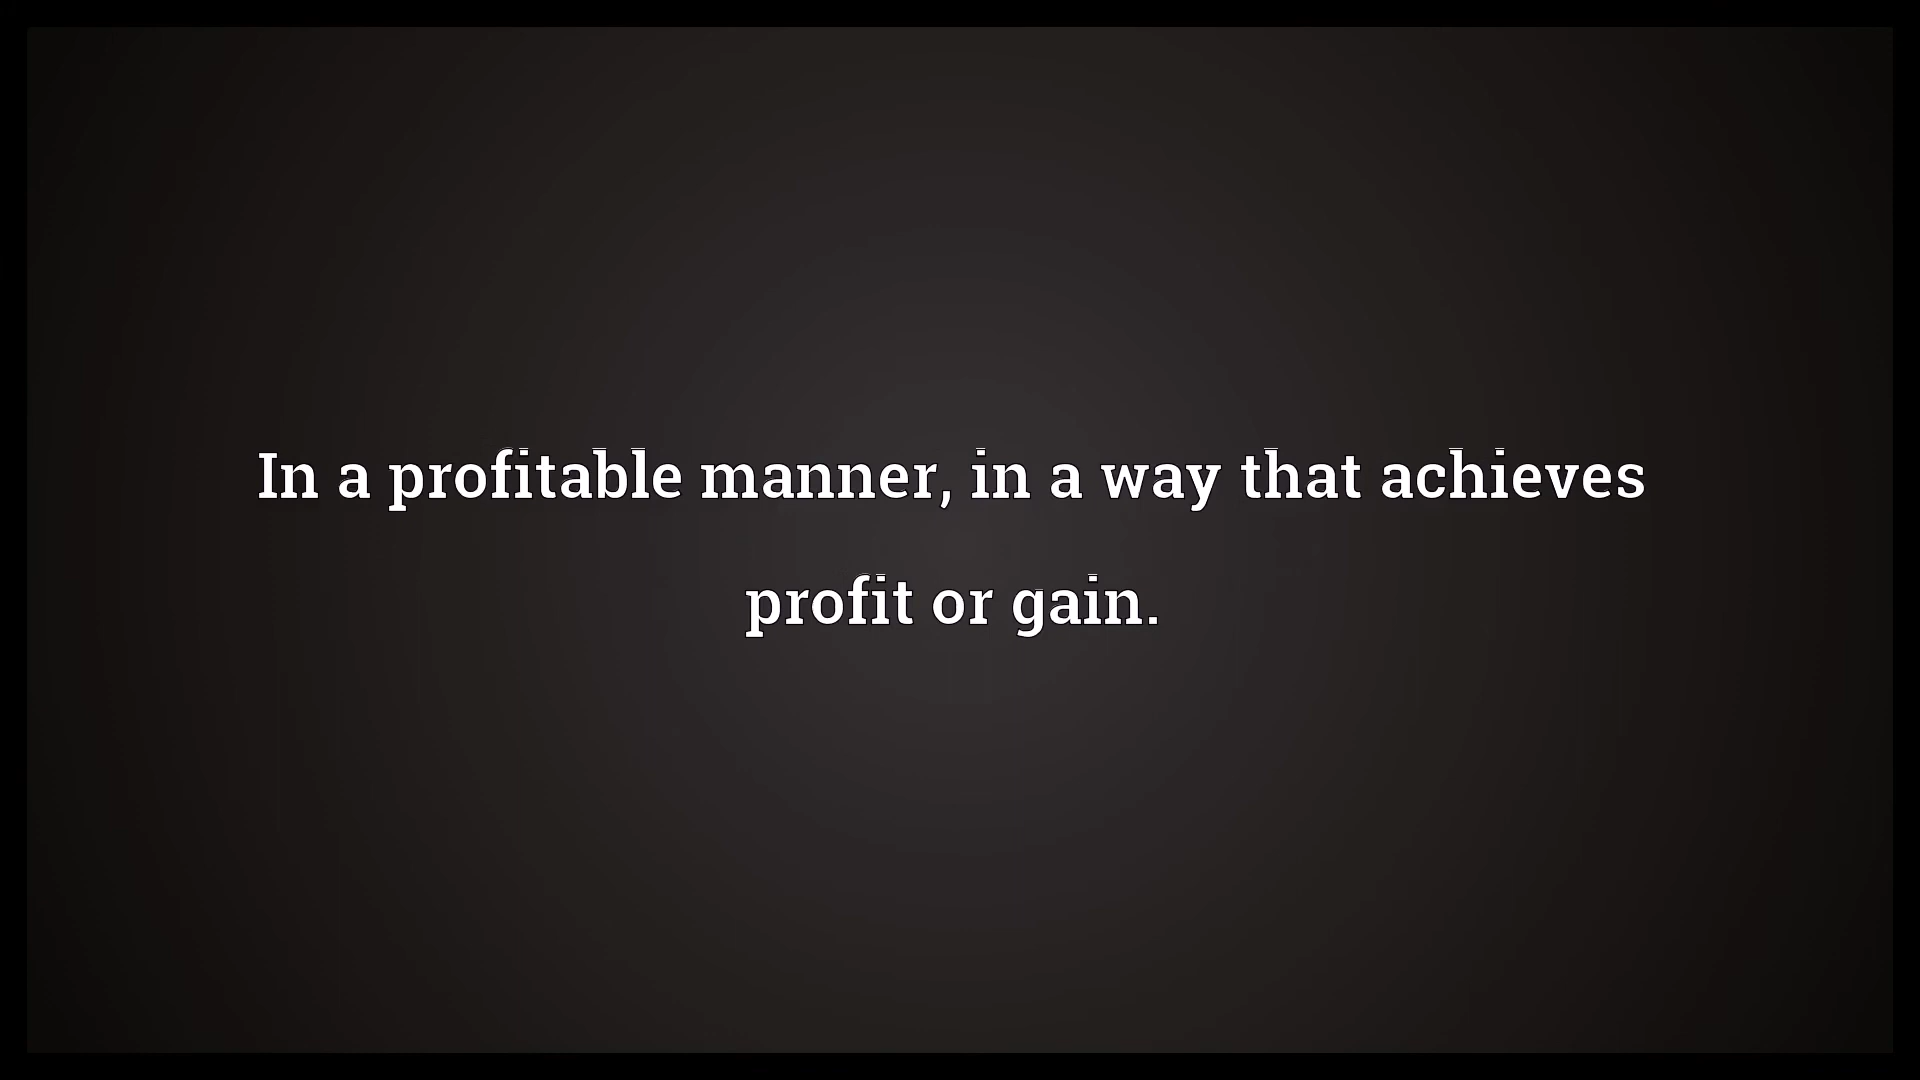 In a profitable manner, in a way that achieves
profit or gain.